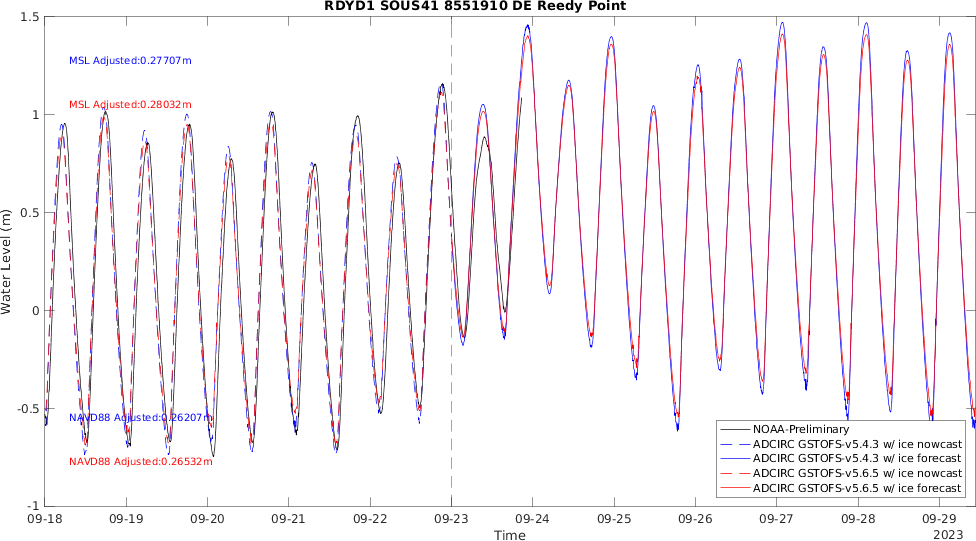 RDYD1 SOUS41 8551910 DE Reedy Point
1.5
1
0.5
0
-0.5
-1
Water Level (m)
MSL Adjusted:0.27707m
MSL Adjusted:0.28032m
NAVD88 Adjusted:0.26207m
NAVD88 Adjusted:0.26532m
NOAA-Preliminary
ADCIRC GSTOFS-v5.4.3 w/ ice nowcast
ADCIRC GSTOFS-v5.4.3 w/ ice forecast
ADCIRC GSTOFS-v5.6.5 w/ ice nowcast
ADCIRC GSTOFS-v5.6.5 w/ ice forecast
09-18 09-19 09-20 09-21 09-22 09-23 09-24 09-25 09-26 09-27 09-28 09-29
Time
2023